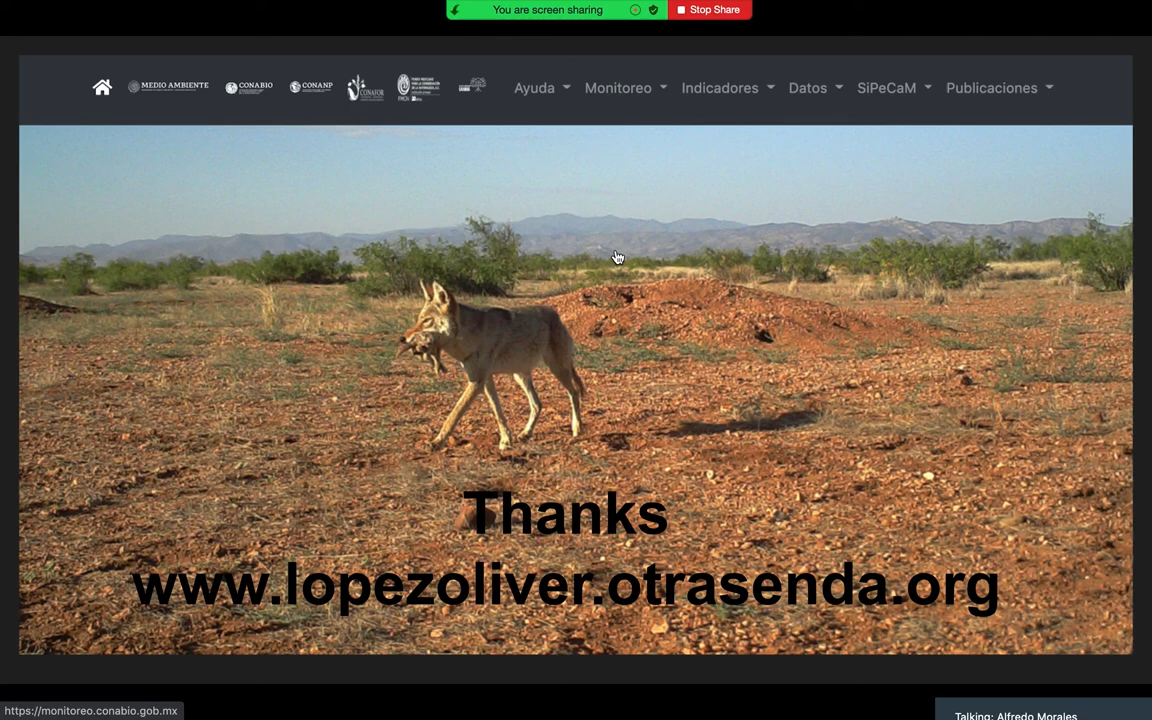 You are screen sharing
Stop Share
MEDIO AMBIENTE
CONABIO
CONANP
CONAFOR
Ayuda
Monitoreo
Indicadores
Datos
SiPeCaM
Publicaciones
Thanks
www.lopezoliver.otrasenda.org
https://monitoreo.conabio.gob.mx
Talking: Alfredo Morales